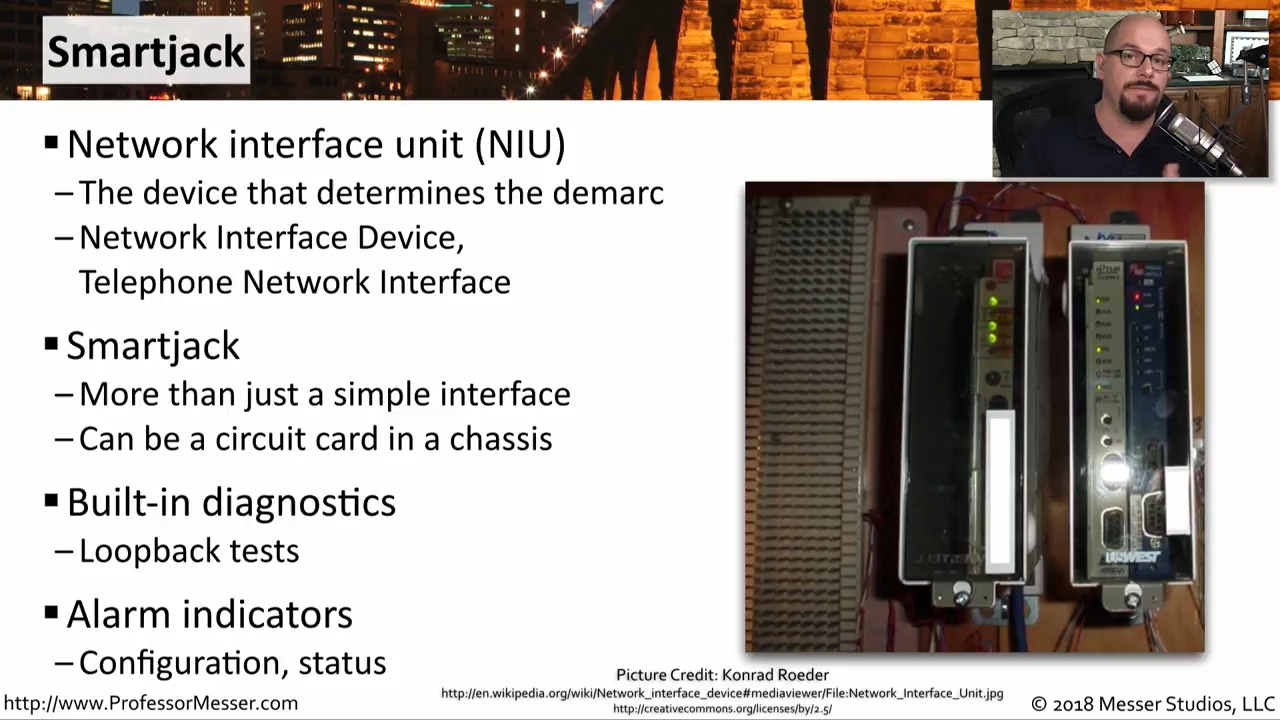 Smartjack
▪ Network interface unit (NIU)
– The device that determines the demarc
– Network Interface Device,
Telephone Network Interface
▪ Smartjack
– More than just a simple interface
– Can be a circuit card in a chassis
▪ Built-in diagnostics
– Loopback tests
▪ Alarm indicators
– Configuration, status
USWEST
Picture Credit: Konrad Roeder
http://en.wikipedia.org/wiki/Network_interface_device#mediaviewer/File:Network_Interface_Unit.jpg
http://creativecommons.org/licenses/by/2.5/
http://www.ProfessorMesser.com
© 2018 Messer Studios, LLC